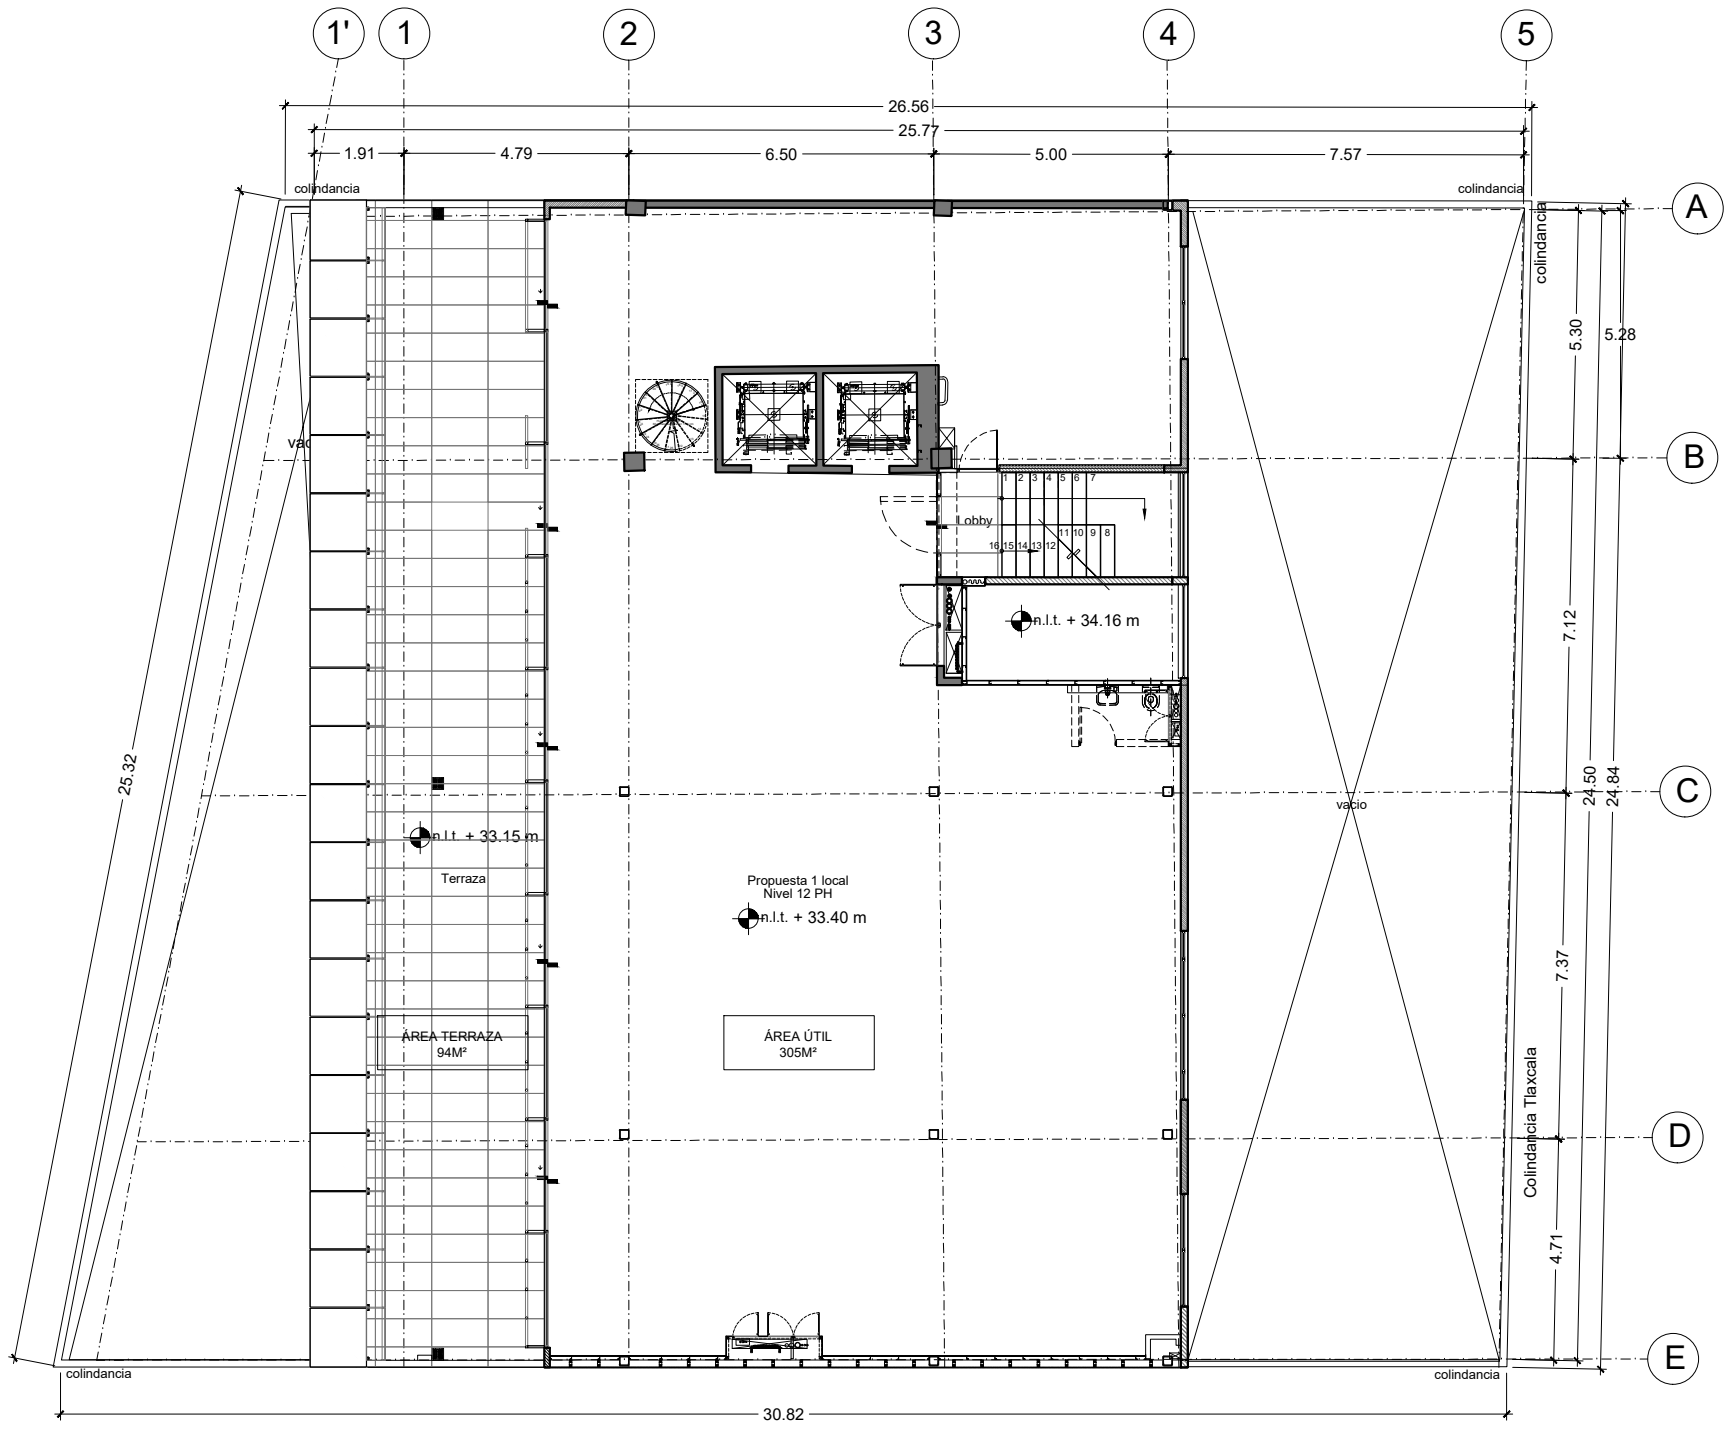 1' 1 2 3 4 5
26.56
25.77
1.91 4.79 6.50 5.00 7.57
colindancia colindancia
A
colindancia
5.30 5.28
25.32
vac
B
1 2 3 4 5 6 7
Lobby
11 10 9 8
16 15 14 13 12
n.l.t. + 34.16 m
7.12
24.50
24.84
C
vacio
n.l.t. + 33.15 m
Terraza
Propuesta 1 local
Nivel 12 PH
n.l.t. + 33.40 m
7.37
ÁREA TERRAZA
94M²
ÁREA ÚTIL
305M²
Colindancia Tlaxcala
D
4.71
E
colindancia colindancia
30.82